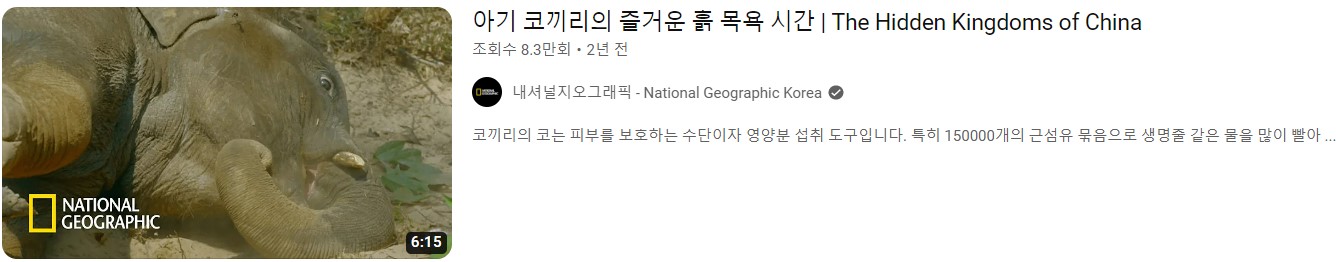 아기 코끼리의 즐거운 흙 목욕 시간 | The Hidden Kingdoms of China
조회수 8.3만회 • 2년 전
내셔널지오그래픽 - National Geographic Korea
코끼리의 코는 피부를 보호하는 수단이자 영양분 섭취 도구입니다. 특히 150000개의 근섬유 묶음으로 생명줄 같은 물을 많이 빨아 ...
NATIONAL
GEOGRAPHIC
6:15